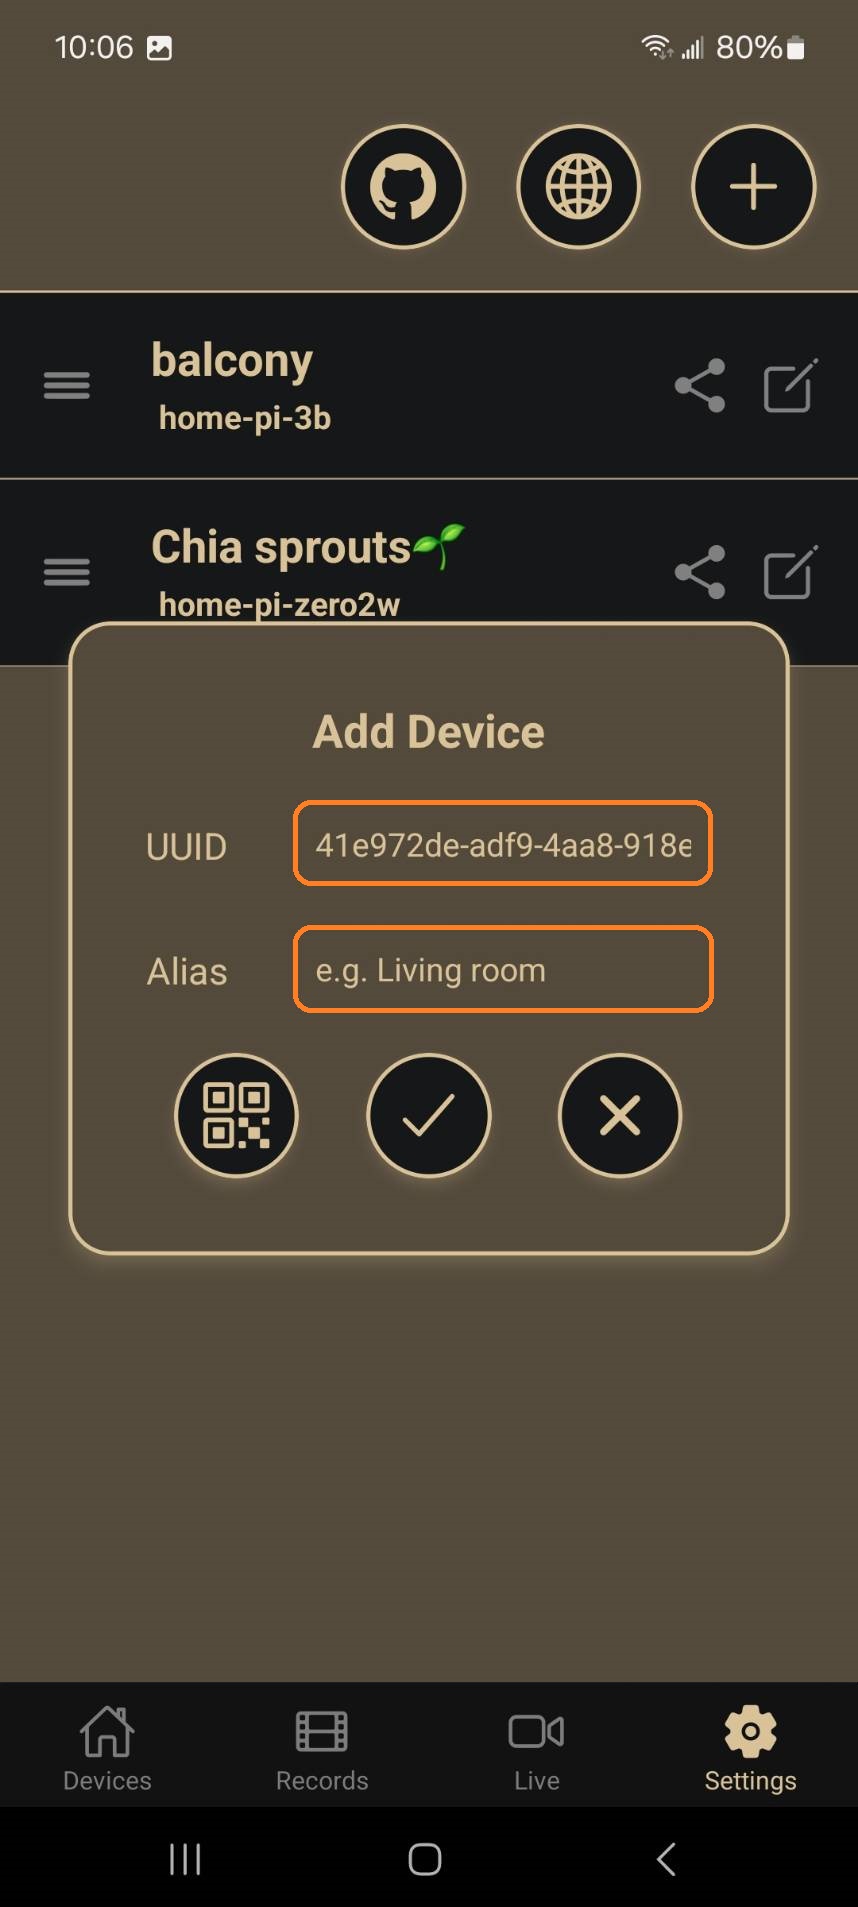 10:06
80%
balcony
home-pi-3b
Chia sprouts🌱
home-pi-zero2w
Add Device
UUID
41e972de-adf9-4aa8-918e
Alias
e.g. Living room
Devices
Records
Live
Settings